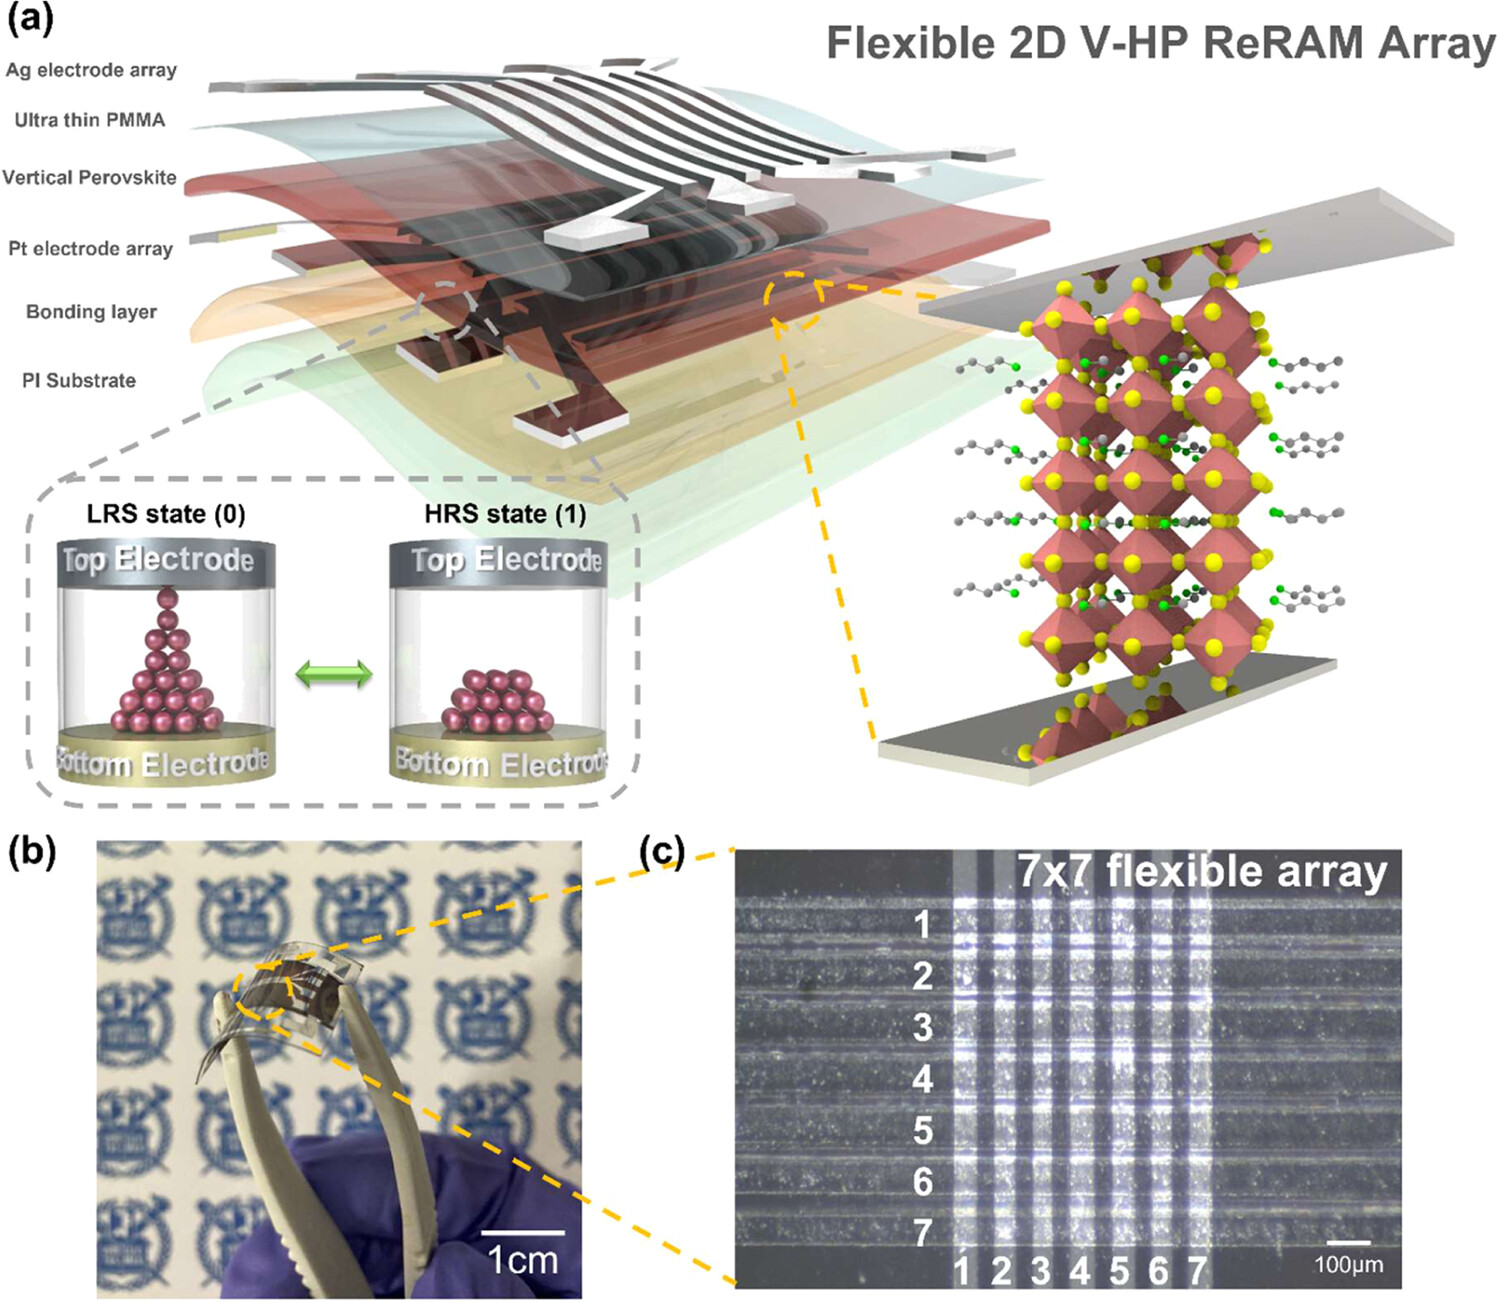 (a)
Flexible 2D V-HP ReRAM Array
Ag electrode array
Ultra thin PMMA
Vertical Perovskite
Pt electrode array
Bonding layer
PI Substrate
LRS state (0)
HRS state (1)
Top Electrode
Top Electrode
Bottom Electrode
Bottom Electrode
(b)
1cm
(c)
7x7 flexible array
1
2
3
4
5
6
7
1 2 3 4 5 6 7
100μm